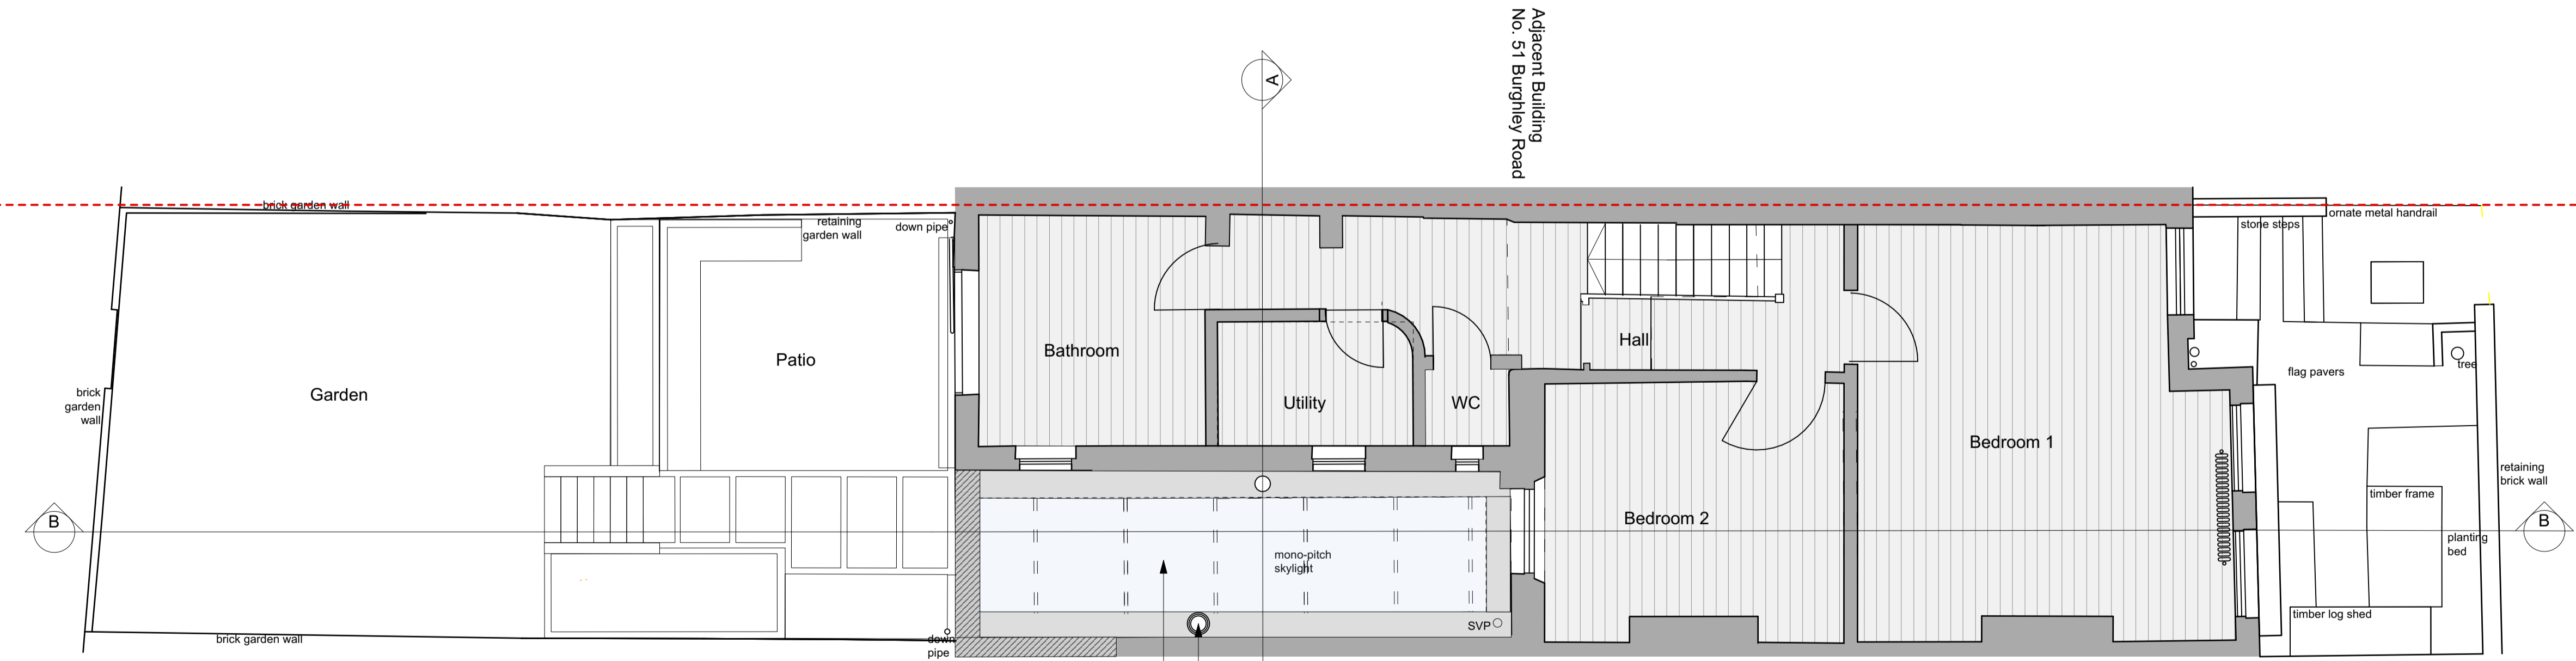 Adjacent Building
No. 51 Burghley Road
A
brick garden wall
retaining
garden wall
down pipe
ornate metal handrail
stone steps
Hall
Bathroom
Patio
tree
flag pavers
Garden
brick
garden
wall
Utility
WC
Bedroom 1
retaining
brick wall
timber frame
B
Bedroom 2
B
planting
bed
mono-pitch
skylight
timber log shed
SVP
brick garden wall
down
pipe